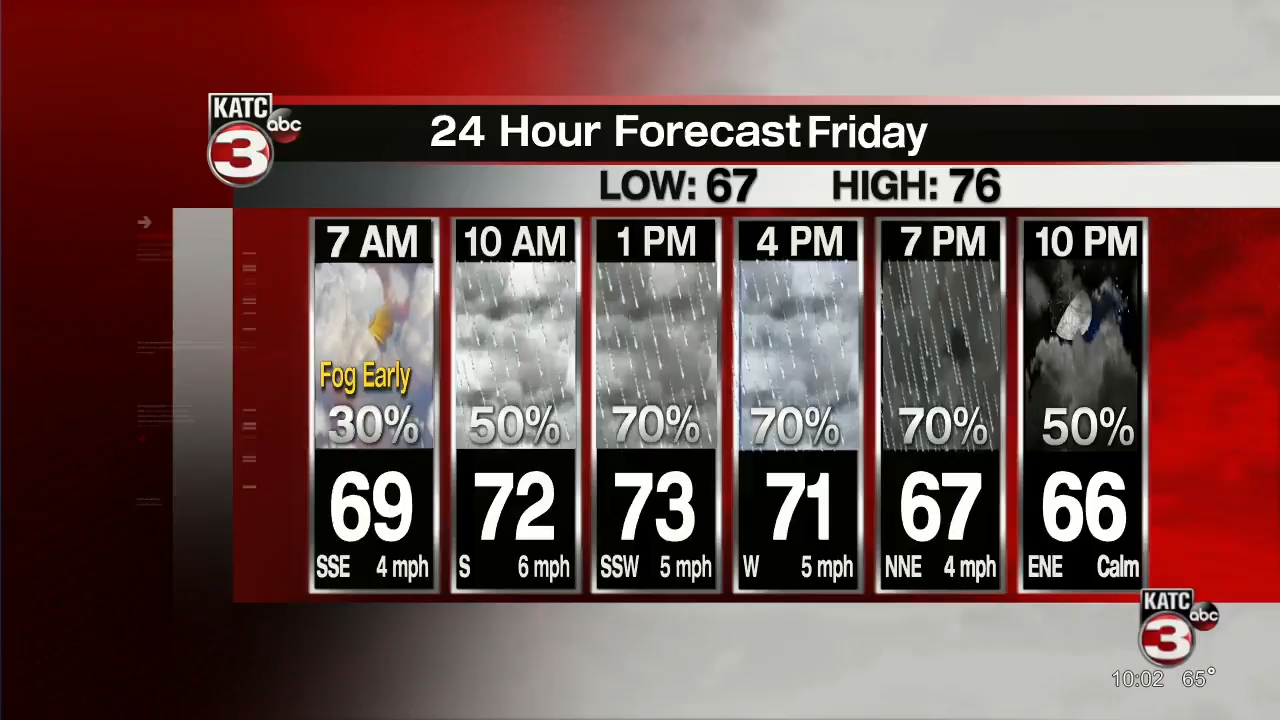 KATC
abc
3
24 Hour Forecast Friday
LOW: 67 HIGH: 76
7 AM
Fog Early
30%
69
SSE 4 mph
10 AM
50%
72
S 6 mph
1 PM
70%
73
SSW 5 mph
4 PM
70%
71
W 5 mph
7 PM
70%
67
NNE 4 mph
10 PM
50%
66
ENE Calm
KATC
abc
3
10:02 65°